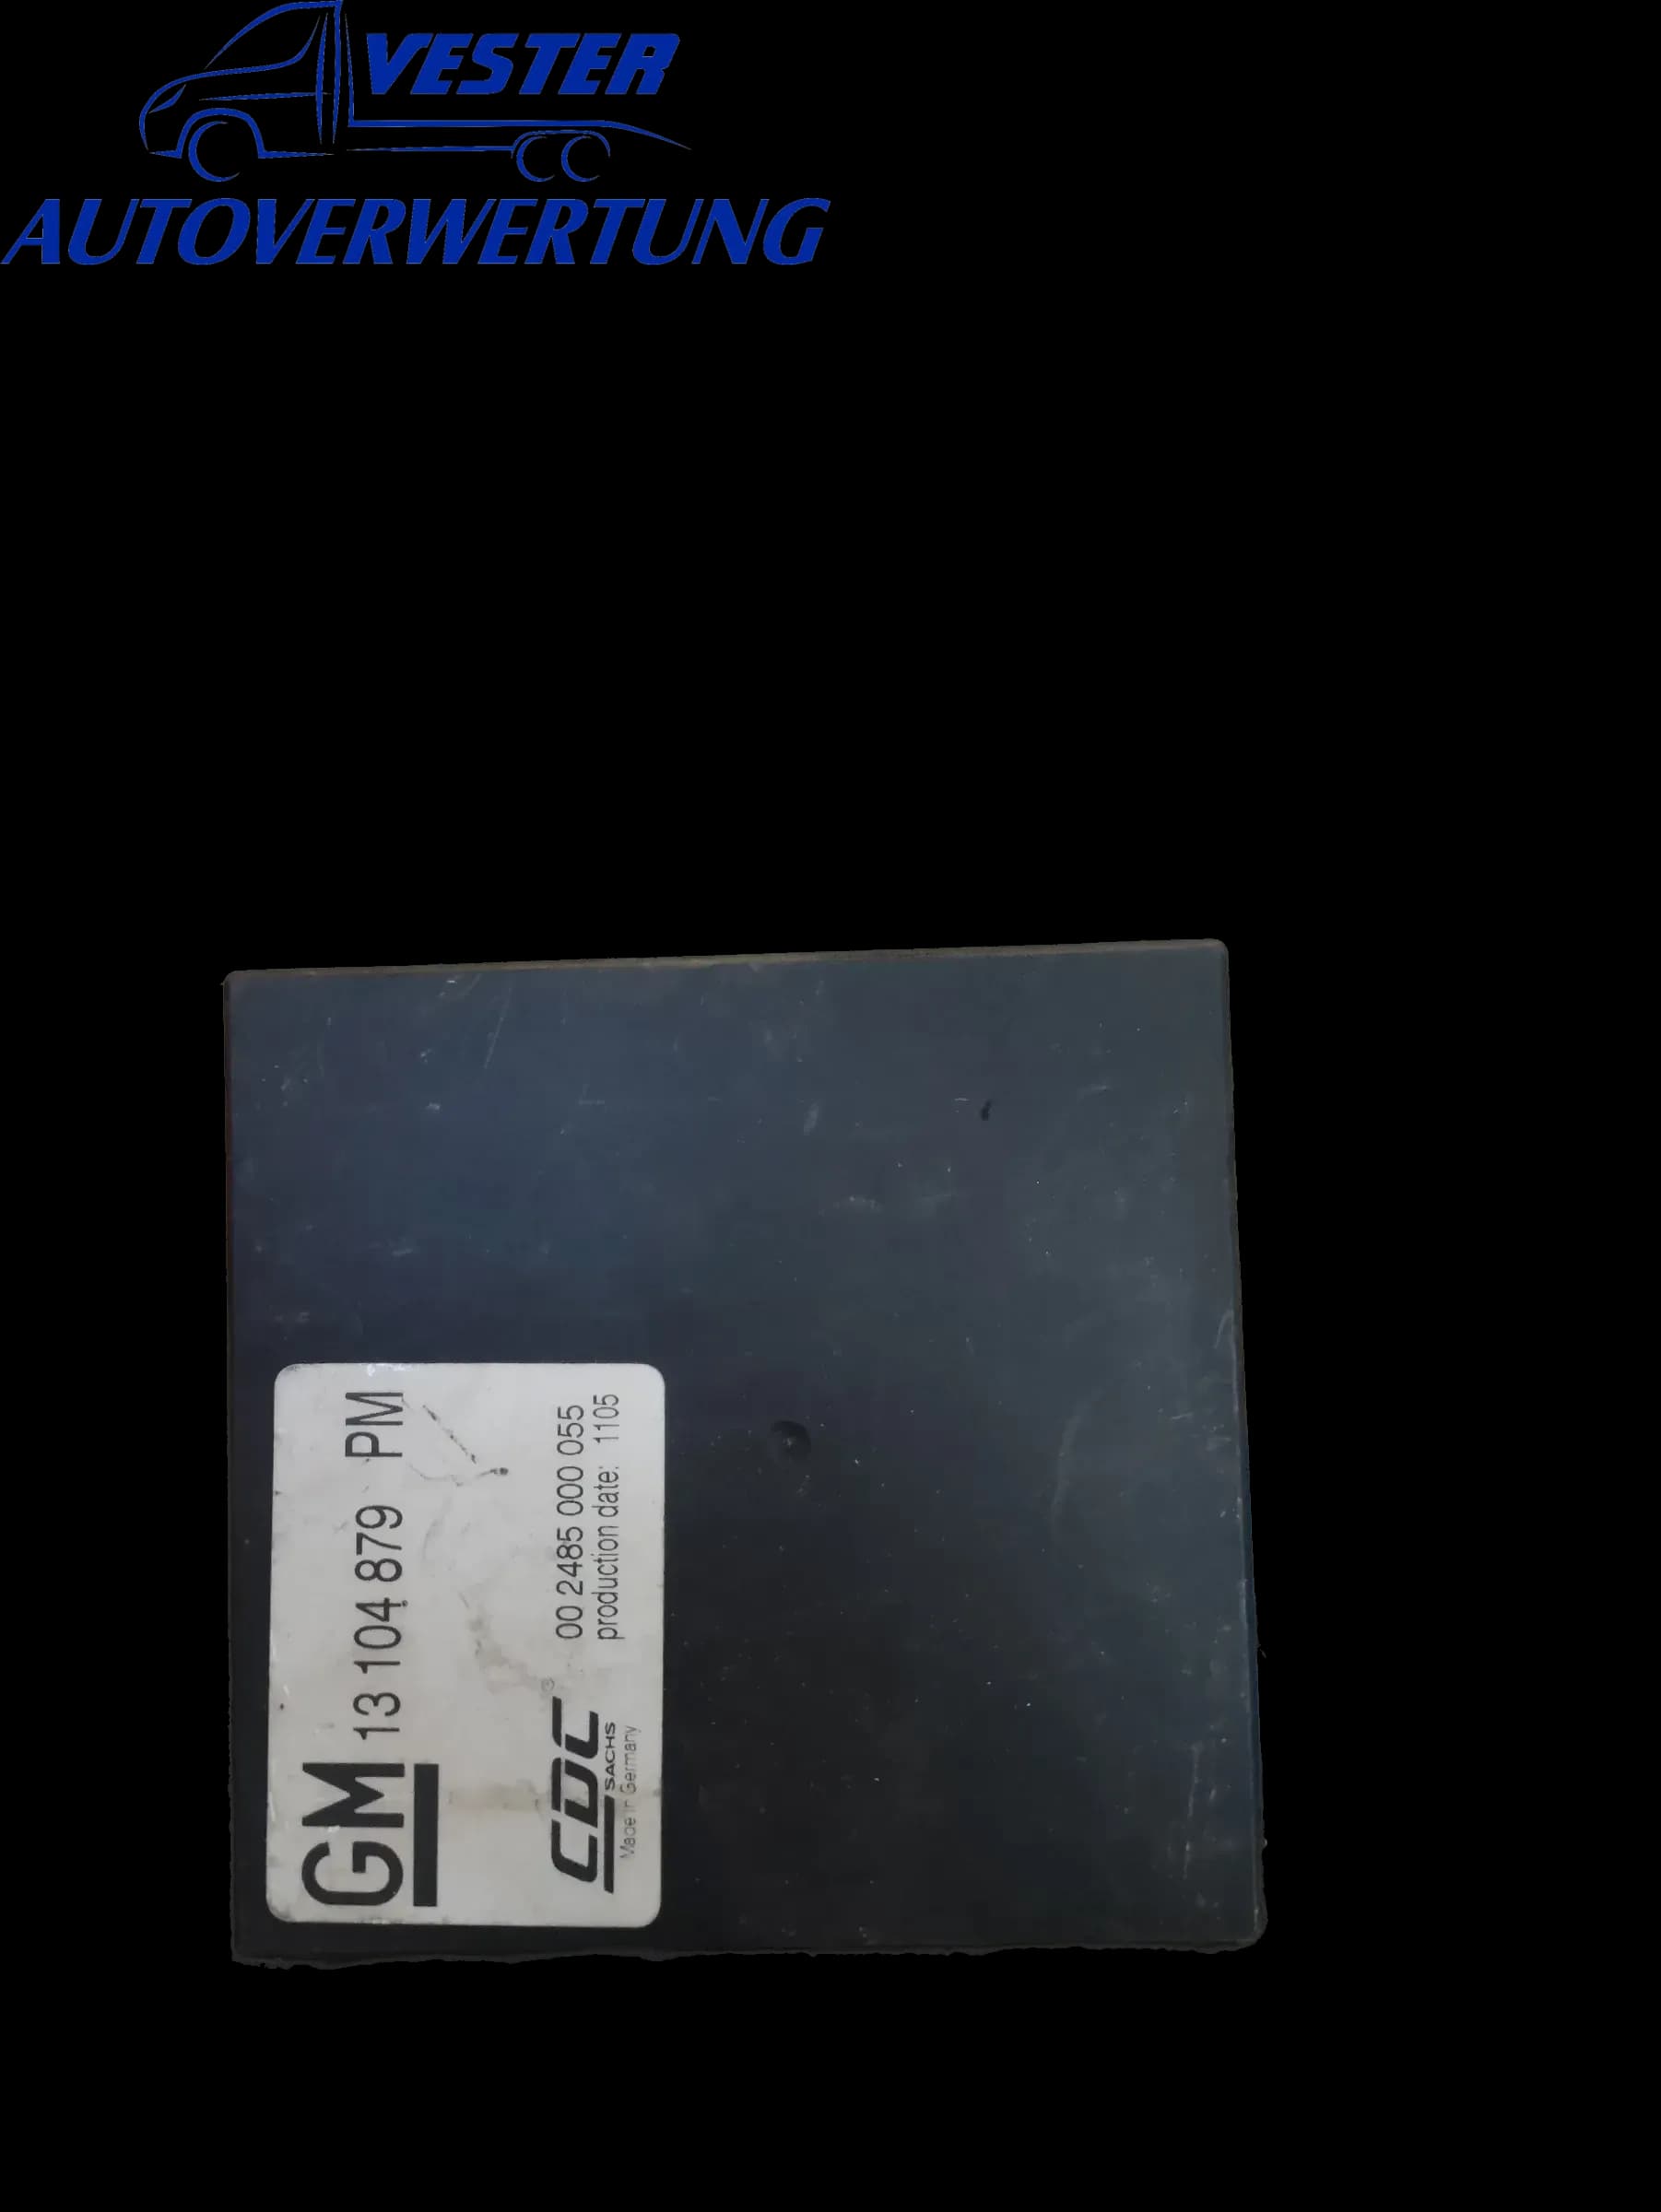 VESTER
AUTOVERWERTUNG
GM 13 104 879 PM
CDC®
SACHS
Made in Germany
00 2485 000 055
production date: 1105